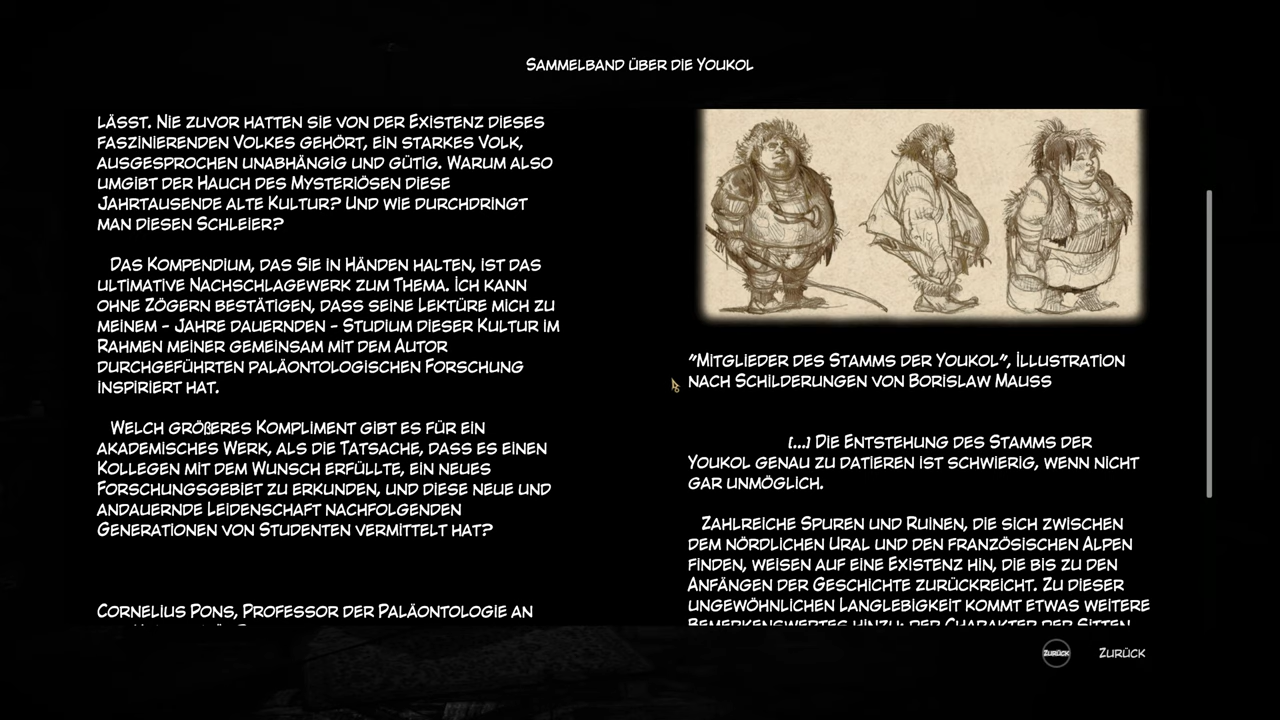 Sammelband über die Youkol
lässt. Nie zuvor hatten sie von der Existenz dieses
faszinierenden Volkes gehört, ein starkes Volk,
ausgesprochen unabhängig und gütig. Warum also
umgibt der Hauch des Mysteriösen diese
Jahrtausende alte Kultur? Und wie durchdringt
man diesen Schleier?
Das Kompendium, das Sie in Händen halten, ist das
ultimative Nachschlagewerk zum Thema. Ich kann
ohne Zögern bestätigen, dass seine Lektüre mich zu
meinem - Jahre dauernden - Studium dieser Kultur im
Rahmen meiner gemeinsam mit dem Autor
durchgeführten paläontologischen Forschung
inspiriert hat.
Welch größeres Kompliment gibt es für ein
akademisches Werk, als die Tatsache, dass es einen
Kollegen mit dem Wunsch erfüllte, ein neues
Forschungsgebiet zu erkunden, und diese neue und
andauernde Leidenschaft nachfolgenden
Generationen von Studenten vermittelt hat?
Cornelius Pons, Professor der Paläontologie an
"Mitglieder des Stamms der Youkol", Illustration
nach Schilderungen von Borislaw Mauss
[...] Die Entstehung des Stamms der
Youkol genau zu datieren ist schwierig, wenn nicht
gar unmöglich.
Zahlreiche Spuren und Ruinen, die sich zwischen
dem nördlichen Ural und den französischen Alpen
finden, weisen auf eine Existenz hin, die bis zu den
Anfängen der Geschichte zurückreicht. Zu dieser
ungewöhnlichen Langlebigkeit kommt etwas weitere
bemerkenswertes hinzu: der Charakter der Sitten
Zurück Zurück